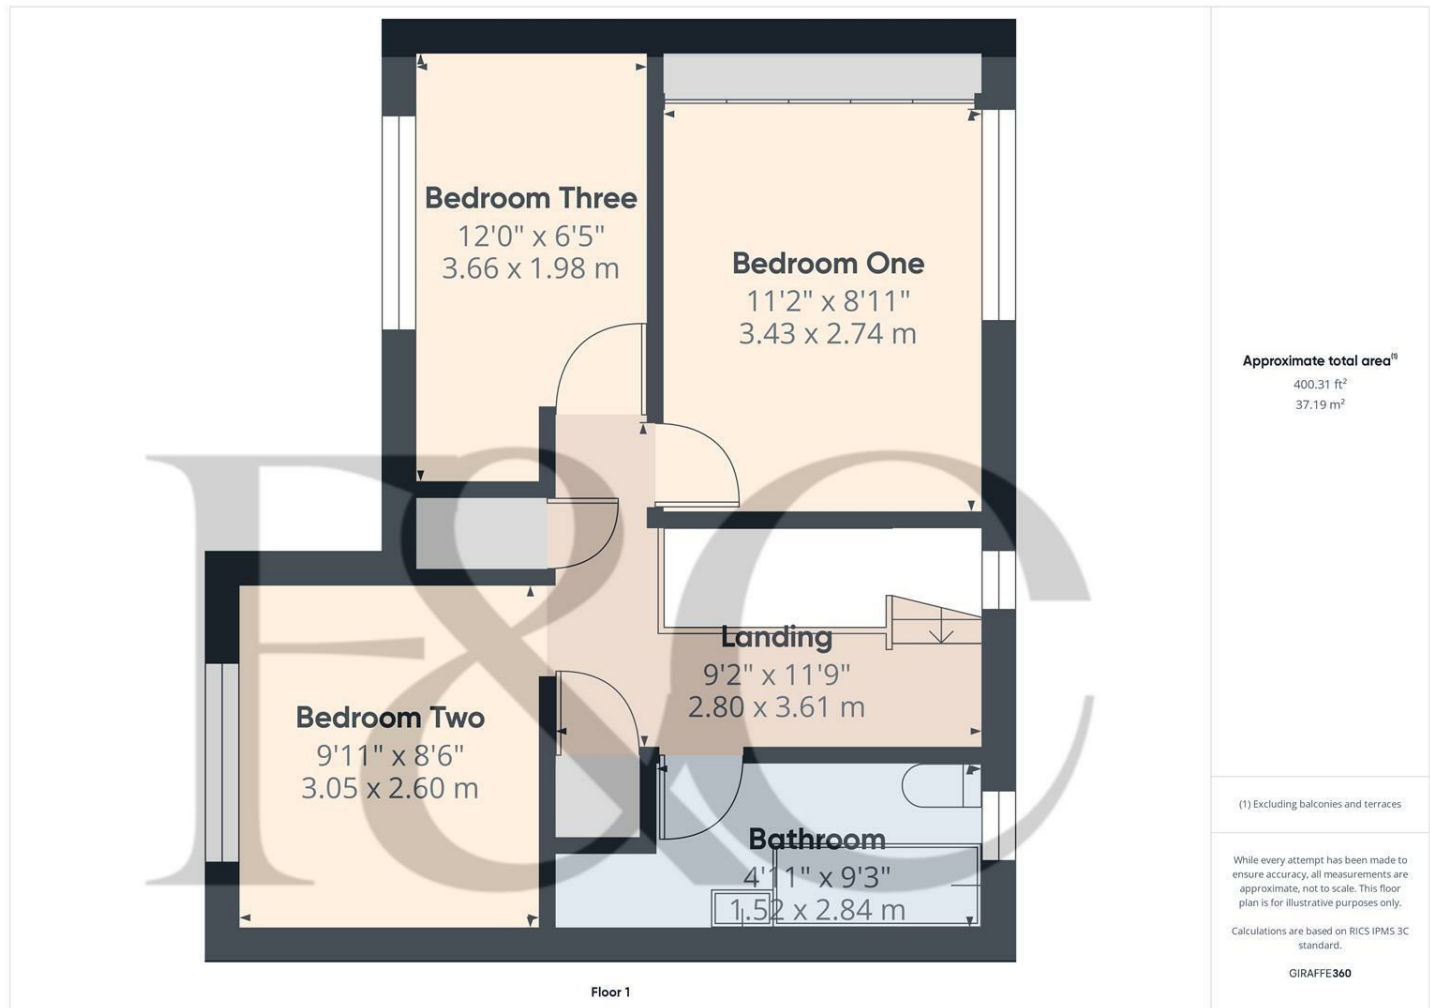 Bedroom Three
12'0" x 6'5"
3.66 x 1.98 m
Bedroom One
11'2" x 8'11"
3.43 x 2.74 m
Landing
9'2" x 11'9"
2.80 x 3.61 m
Bedroom Two
9'11" x 8'6"
3.05 x 2.60 m
Bathroom
4'11" x 9'3"
1.52 x 2.84 m
F&C
Floor 1
Approximate total area(1)
400.31 ft²
37.19 m²
(1) Excluding balconies and terraces
While every attempt has been made to
ensure accuracy, all measurements are
approximate, not to scale. This floor
plan is for illustrative purposes only.
Calculations are based on RICS IPMS 3C
standard.
GIRAFFE360